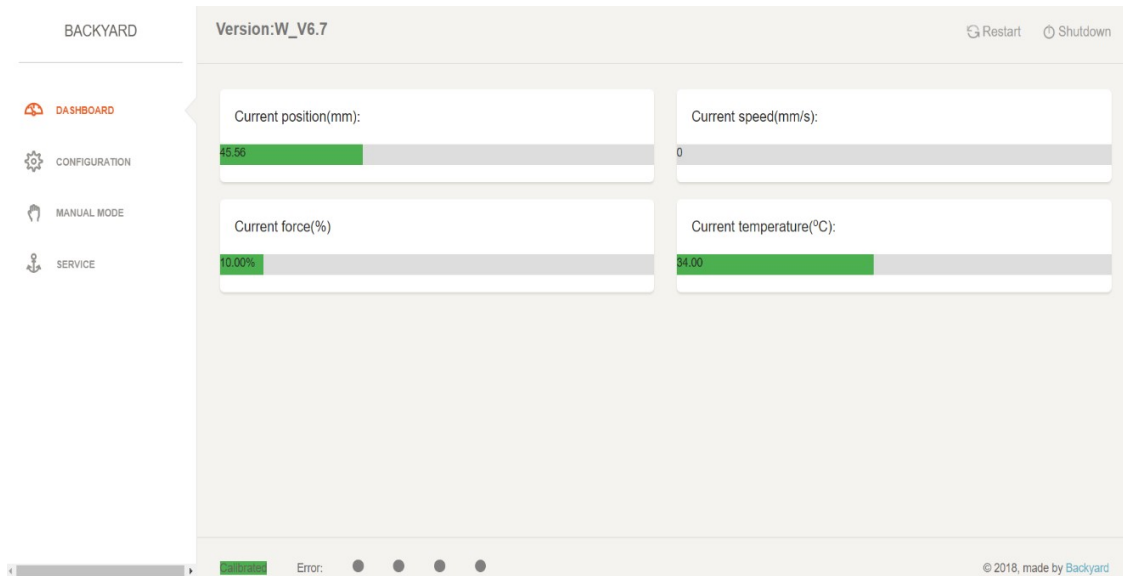 BACKYARD
Version:W_V6.7
Restart
Shutdown
DASHBOARD
CONFIGURATION
MANUAL MODE
SERVICE
Current position(mm):
45.56
Current speed(mm/s):
0
Current force(%)
10.00%
Current temperature(⁰C):
34.00
Calibrated
Error:
© 2018, made by Backyard